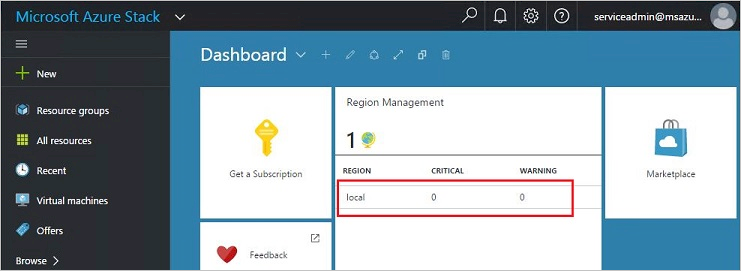 Microsoft Azure Stack
serviceadmin@msazu...
New
Resource groups
All resources
Recent
Virtual machines
Offers
Browse >
Dashboard
Get a Subscription
Region Management
1
REGION CRITICAL WARNING
local 0 0
Marketplace
Feedback